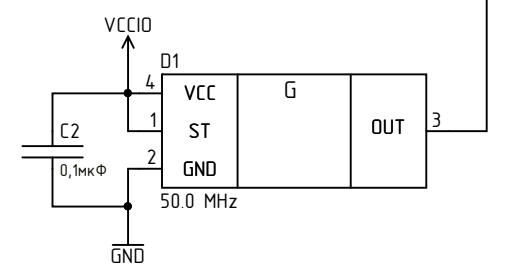 VCCIO
D1
4 VCC G
1 ST OUT 3
C2
2 GND
0,1мкФ
50.0 MHz
GND